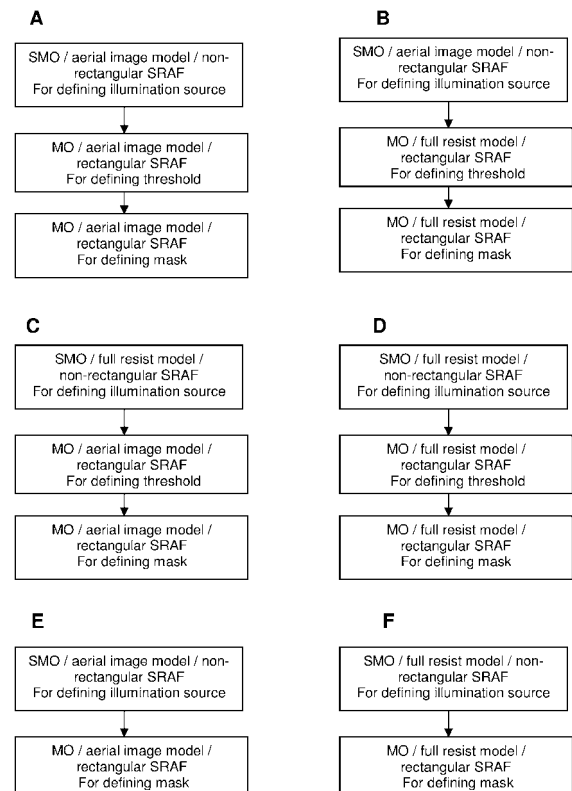 A
SMO / aerial image model / non-
rectangular SRAF
For defining illumination source
MO / aerial image model /
rectangular SRAF
For defining threshold
MO / aerial image model /
rectangular SRAF
For defining mask
B
SMO / aerial image model / non-
rectangular SRAF
For defining illumination source
MO / full resist model /
rectangular SRAF
For defining threshold
MO / full resist model /
rectangular SRAF
For defining mask
C
SMO / full resist model /
non-rectangular SRAF
For defining illumination source
MO / aerial image model /
rectangular SRAF
For defining threshold
MO / aerial image model /
rectangular SRAF
For defining mask
D
SMO / full resist model /
non-rectangular SRAF
For defining illumination source
MO / full resist model /
rectangular SRAF
For defining threshold
MO / full resist model /
rectangular SRAF
For defining mask
E
SMO / aerial image model / non-
rectangular SRAF
For defining illumination source
MO / aerial image model /
rectangular SRAF
For defining mask
F
SMO / full resist model / non-
rectangular SRAF
For defining illumination source
MO / full resist model /
rectangular SRAF
For defining mask